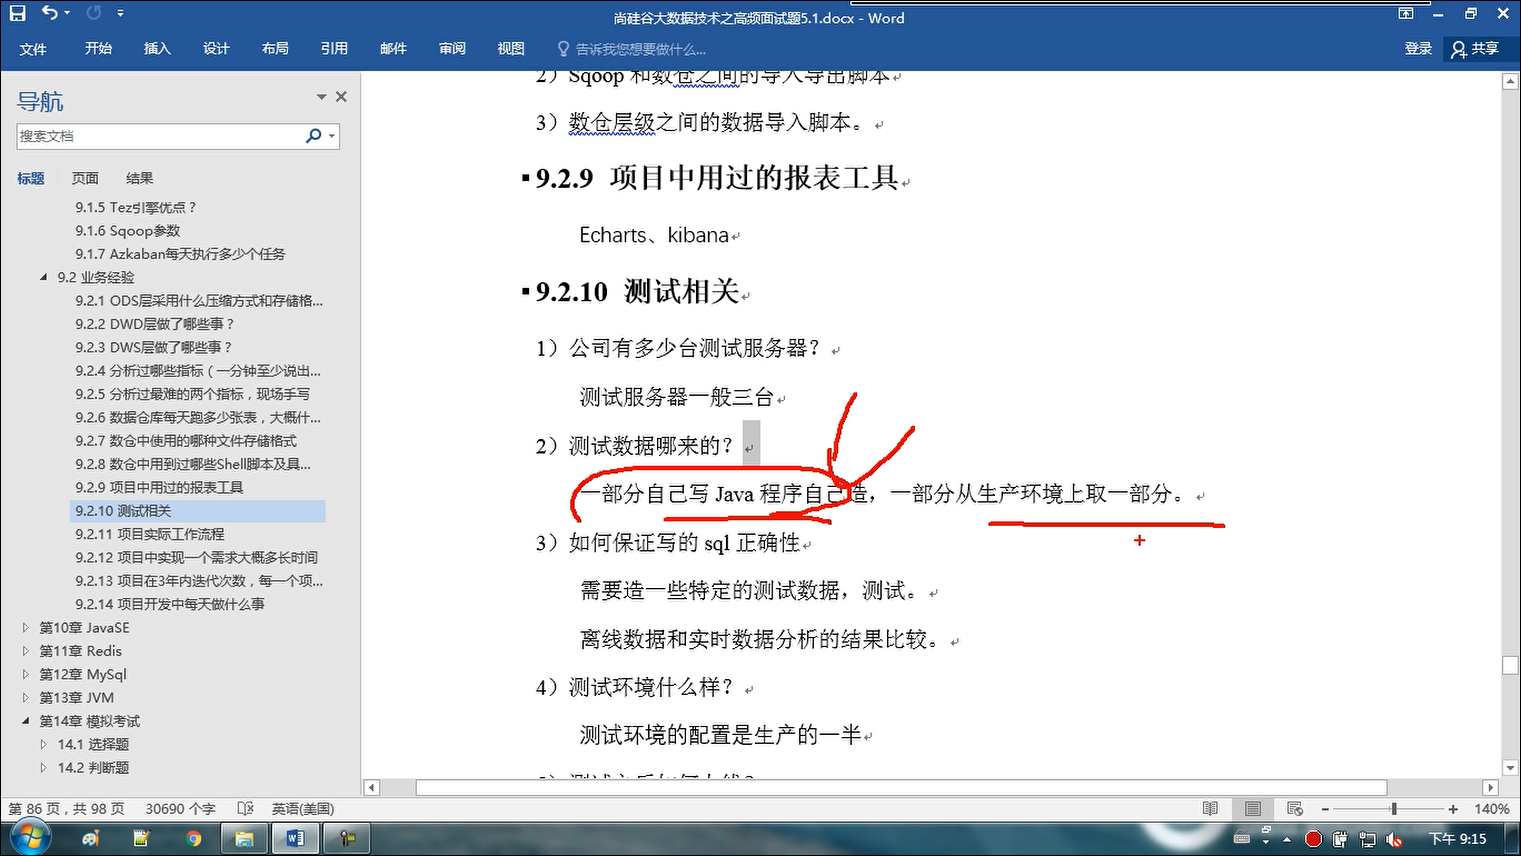 尚硅谷大数据技术之高频面试题5.1.docx - Word
文件 开始 插入 设计 布局 引用 邮件 审阅 视图 告诉我您想要做什么... 登录 共享
导航
搜索文档
标题 页面 结果
9.1.5 Tez引擎优点？
9.1.6 Sqoop参数
9.1.7 Azkaban每天执行多少个任务
9.2 业务经验
9.2.1 ODS层采用什么压缩方式和存储格...
9.2.2 DWD层做了哪些事？
9.2.3 DWS层做了哪些事？
9.2.4 分析过哪些指标（一分钟至少说出...
9.2.5 分析过最难的两个指标，现场手写
9.2.6 数据仓库每天跑多少张表，大概什...
9.2.7 数仓中使用的哪种文件存储格式
9.2.8 数仓中用到过哪些Shell脚本及具...
9.2.9 项目中用过的报表工具
9.2.10 测试相关
9.2.11 项目实际工作流程
9.2.12 项目中实现一个需求大概多长时间
9.2.13 项目在3年内迭代次数，每一个项...
9.2.14 项目开发中每天做什么事
第10章 JavaSE
第11章 Redis
第12章 MySql
第13章 JVM
第14章 模拟考试
14.1 选择题
14.2 判断题
2）Sqoop 和数仓之间的导入导出脚本
3）数仓层级之间的数据导入脚本。
9.2.9 项目中用过的报表工具
Echarts、kibana
9.2.10 测试相关
1）公司有多少台测试服务器？
测试服务器一般三台
2）测试数据哪来的？
一部分自己写 Java 程序自己造，一部分从生产环境上取一部分。
3）如何保证写的 sql 正确性
需要造一些特定的测试数据，测试。
离线数据和实时数据分析的结果比较。
4）测试环境什么样？
测试环境的配置是生产的一半
第 86 页，共 98 页 30690 个字 英语(美国) 140%
下午 9:15